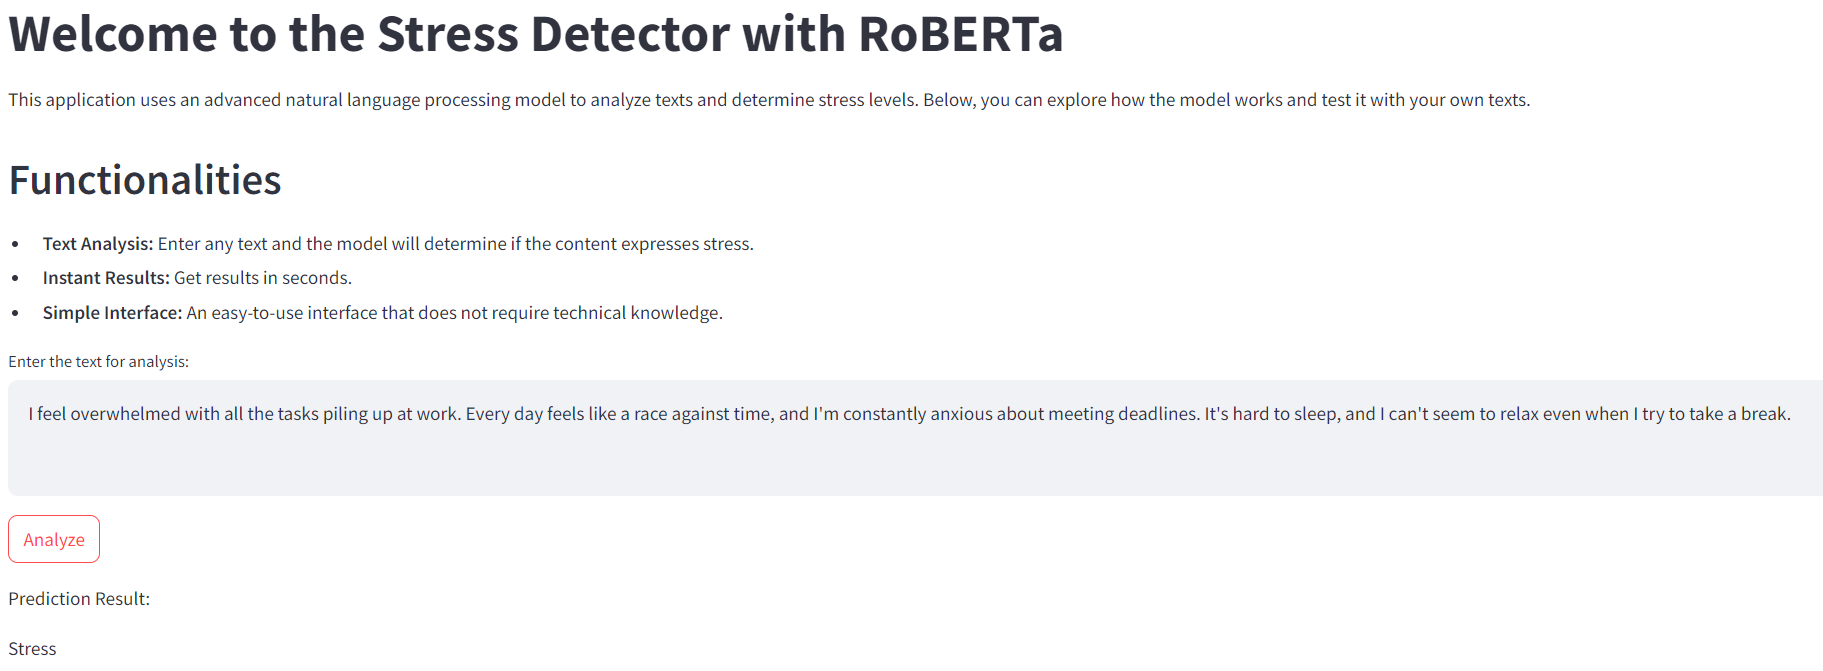 Welcome to the Stress Detector with RoBERTa
This application uses an advanced natural language processing model to analyze texts and determine stress levels. Below, you can explore how the model works and test it with your own texts.
Functionalities
• Text Analysis: Enter any text and the model will determine if the content expresses stress.
• Instant Results: Get results in seconds.
• Simple Interface: An easy-to-use interface that does not require technical knowledge.
Enter the text for analysis:
I feel overwhelmed with all the tasks piling up at work. Every day feels like a race against time, and I'm constantly anxious about meeting deadlines. It's hard to sleep, and I can't seem to relax even when I try to take a break.
Analyze
Prediction Result:
Stress